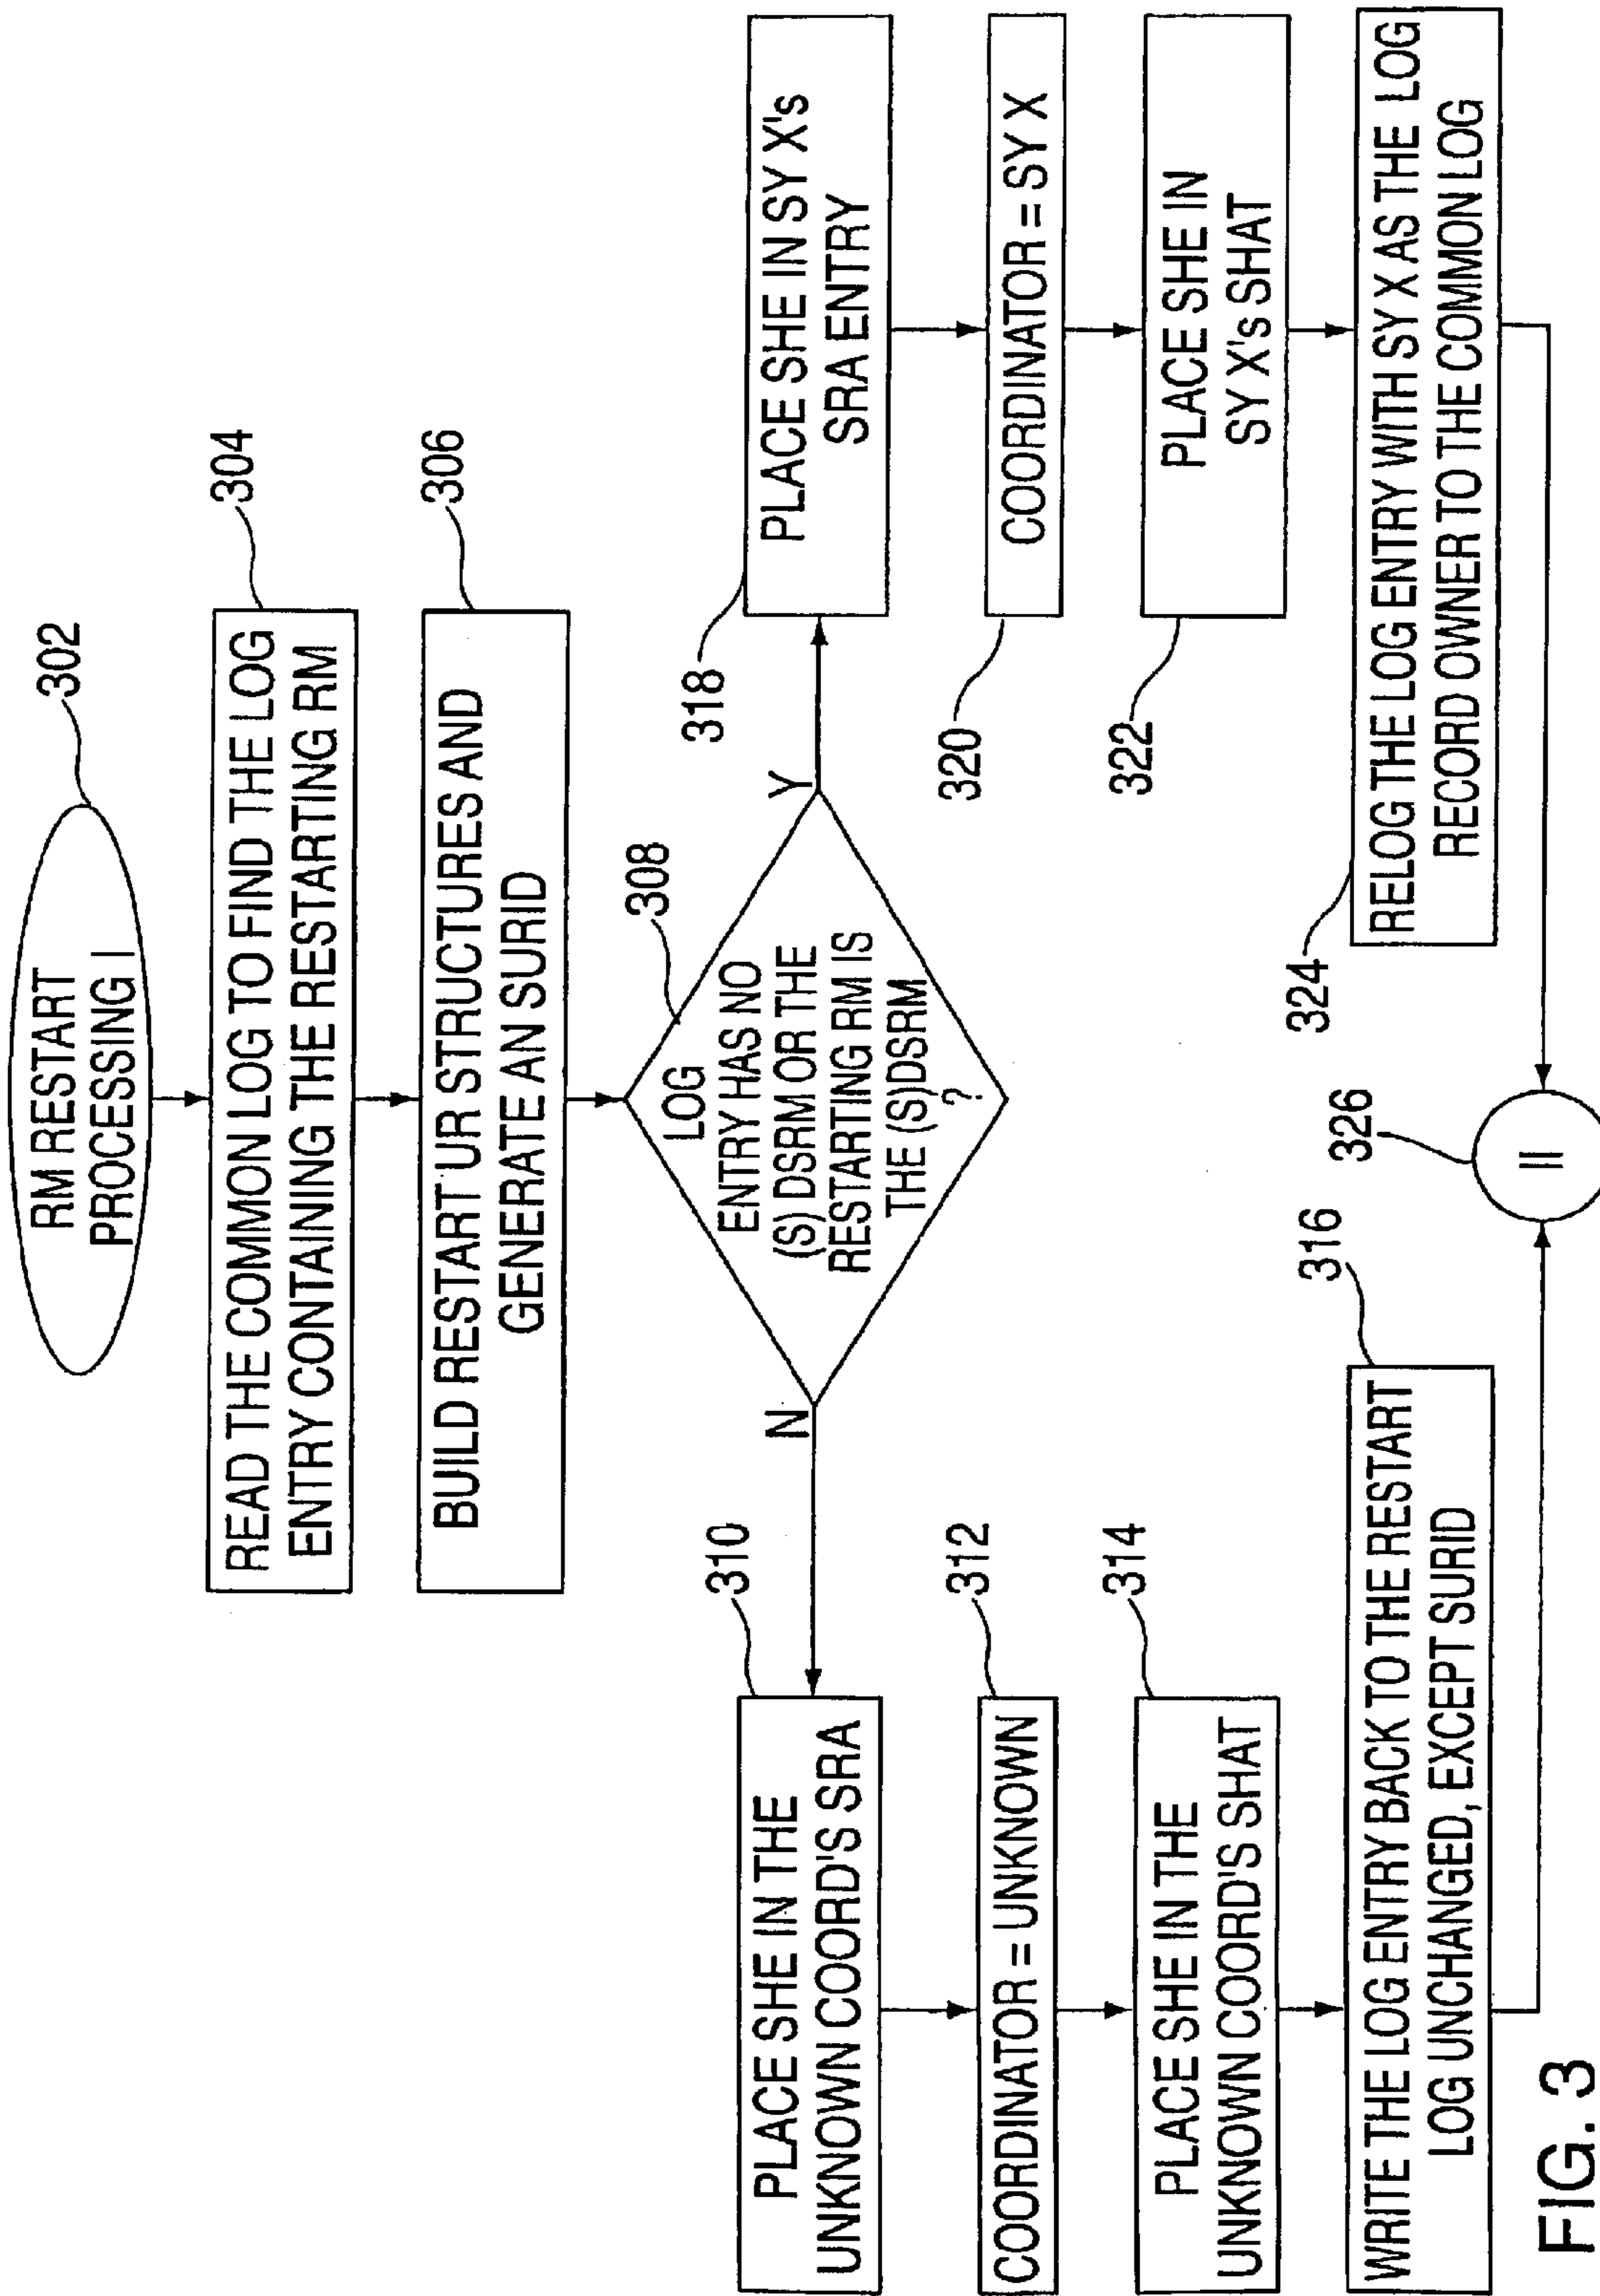 RM RESTART
PROCESSING I
302
READ THE COMMON LOG TO FIND THE LOG
ENTRY CONTAINING THE RESTARTING RM
304
BUILD RESTART UR STRUCTURES AND
GENERATE AN SURID
306
LOG
ENTRY HAS NO
(S) DSRM OR THE
RESTARTING RM IS
THE (S)DSRM
?
308
N
Y
310
PLACE SHE IN THE
UNKNOWN COORD'S SRA
312
COORDINATOR = UNKNOWN
314
PLACE SHE IN THE
UNKNOWN COORD'S SHAT
316
WRITE THE LOG ENTRY BACK TO THE RESTART
LOG UNCHANGED, EXCEPT SURID
318
PLACE SHE IN SY X's
SRA ENTRY
320
COORDINATOR = SY X
322
PLACE SHE IN
SY X's SHAT
324
RELOG THE LOG ENTRY WITH SY X AS THE LOG
RECORD OWNER TO THE COMMON LOG
326
II
FIG. 3